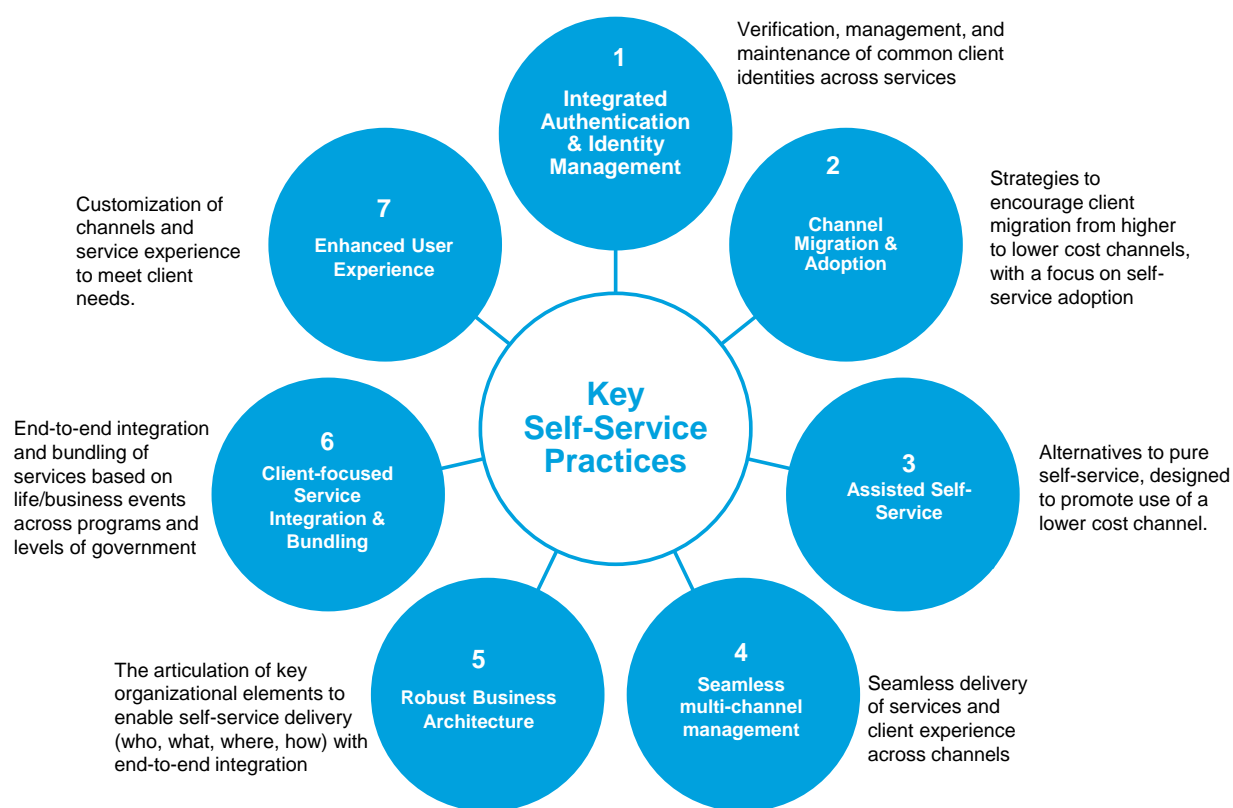 Key
Self-Service
Practices
1
Integrated
Authentication
& Identity
Management
Verification, management, and
maintenance of common client
identities across services
2
Channel
Migration &
Adoption
Strategies to
encourage client
migration from higher
to lower cost channels,
with a focus on self-
service adoption
3
Assisted Self-
Service
Alternatives to pure
self-service, designed
to promote use of a
lower cost channel.
4
Seamless
multi-channel
management
Seamless delivery
of services and
client experience
across channels
5
Robust Business
Architecture
The articulation of key
organizational elements to
enable self-service delivery
(who, what, where, how) with
end-to-end integration
6
Client-focused
Service
Integration &
Bundling
End-to-end integration
and bundling of
services based on
life/business events
across programs and
levels of government
7
Enhanced User
Experience
Customization of
channels and
service experience
to meet client
needs.